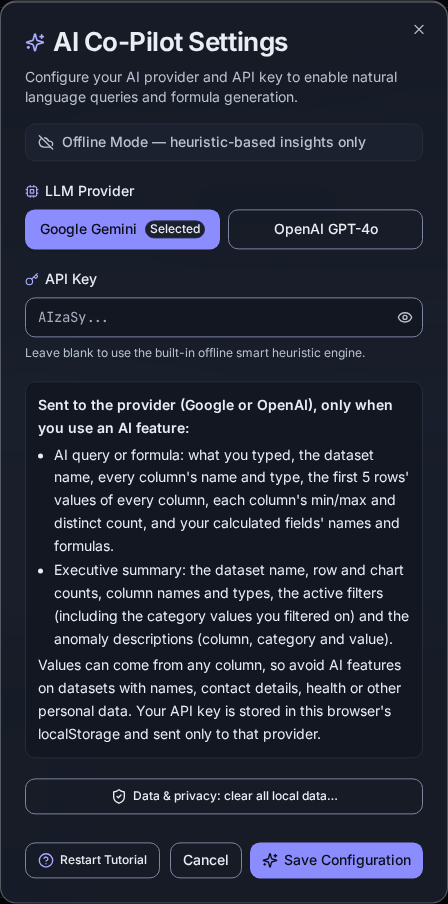 AI Co-Pilot Settings
Configure your AI provider and API key to enable natural
language queries and formula generation.
Offline Mode — heuristic-based insights only
LLM Provider
Google Gemini Selected
OpenAI GPT-4o
API Key
AIzaSy...
Leave blank to use the built-in offline smart heuristic engine.
Sent to the provider (Google or OpenAI), only when
you use an AI feature:
• AI query or formula: what you typed, the dataset
name, every column's name and type, the first 5 rows'
values of every column, each column's min/max and
distinct count, and your calculated fields' names and
formulas.
• Executive summary: the dataset name, row and chart
counts, column names and types, the active filters
(including the category values you filtered on) and the
anomaly descriptions (column, category and value).
Values can come from any column, so avoid AI features
on datasets with names, contact details, health or other
personal data. Your API key is stored in this browser's
localStorage and sent only to that provider.
Data & privacy: clear all local data...
Restart Tutorial
Cancel
Save Configuration